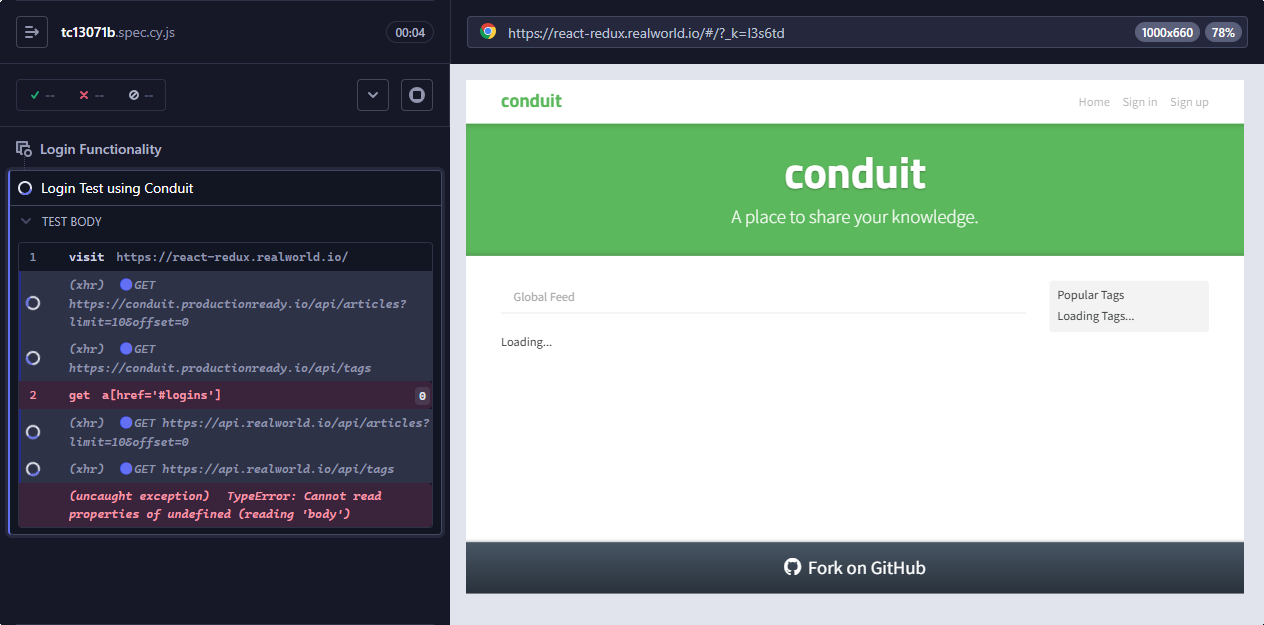 tc13071b.spec.cy.js
00:04
-- -- --
Login Functionality
Login Test using Conduit
TEST BODY
1 visit https://react-redux.realworld.io/
(xhr) GET
https://conduit.productionready.io/api/articles?
limit=10&offset=0
(xhr) GET
https://conduit.productionready.io/api/tags
2 get a[href='#logins'] 0
(xhr) GET https://api.realworld.io/api/articles?
limit=10&offset=0
(xhr) GET https://api.realworld.io/api/tags
(uncaught exception) TypeError: Cannot read
properties of undefined (reading 'body')
https://react-redux.realworld.io/#/?_k=l3s6td
1000x660 78%
conduit
Home Sign in Sign up
conduit
A place to share your knowledge.
Global Feed
Loading...
Popular Tags
Loading Tags...
Fork on GitHub